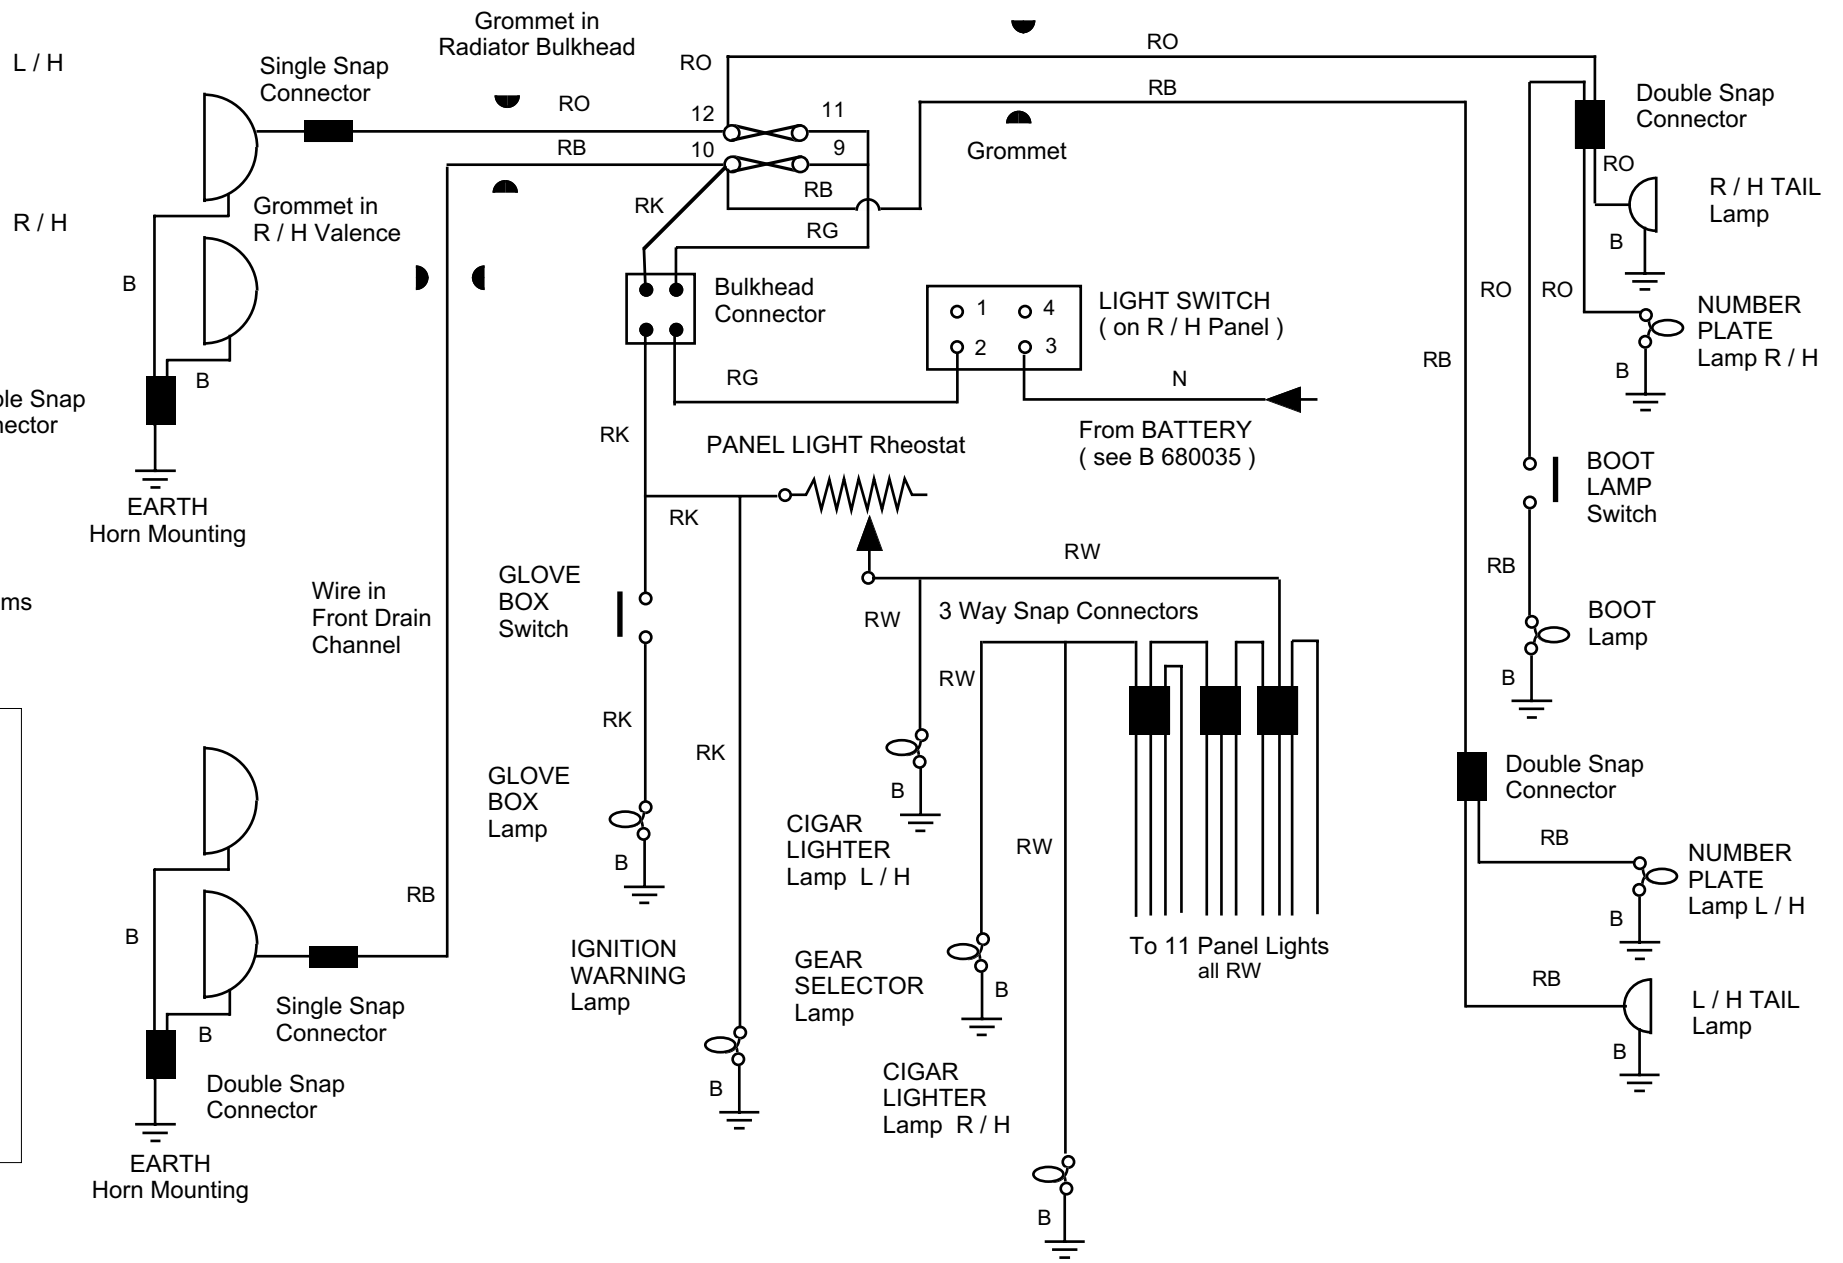 Grommet in
Radiator Bulkhead
L / H
Single Snap
Connector
RO
RO
RO
12
11
10
9
RB
RB
RB
RK
RG
Grommet
Double Snap
Connector
RO
R / H TAIL
Lamp
B
R / H
Grommet in
R / H Valence
B
B
Bulkhead
Connector
1
4
2
3
LIGHT SWITCH
( on R / H Panel )
RO
RO
NUMBER
PLATE
Lamp R / H
B
RB
RG
N
From BATTERY
( see B 680035 )
ble Snap
nector
EARTH
Horn Mounting
RK
PANEL LIGHT Rheostat
RK
BOOT
LAMP
Switch
RB
BOOT
Lamp
B
ms
Wire in
Front Drain
Channel
GLOVE
BOX
Switch
RW
RW
3 Way Snap Connectors
RW
RK
RK
GLOVE
BOX
Lamp
B
CIGAR
LIGHTER
Lamp L / H
B
RW
Double Snap
Connector
RB
NUMBER
PLATE
Lamp L / H
B
RB
B
IGNITION
WARNING
Lamp
B
GEAR
SELECTOR
Lamp
B
To 11 Panel Lights
all RW
RB
L / H TAIL
Lamp
B
Single Snap
Connector
B
Double Snap
Connector
CIGAR
LIGHTER
Lamp R / H
B
EARTH
Horn Mounting